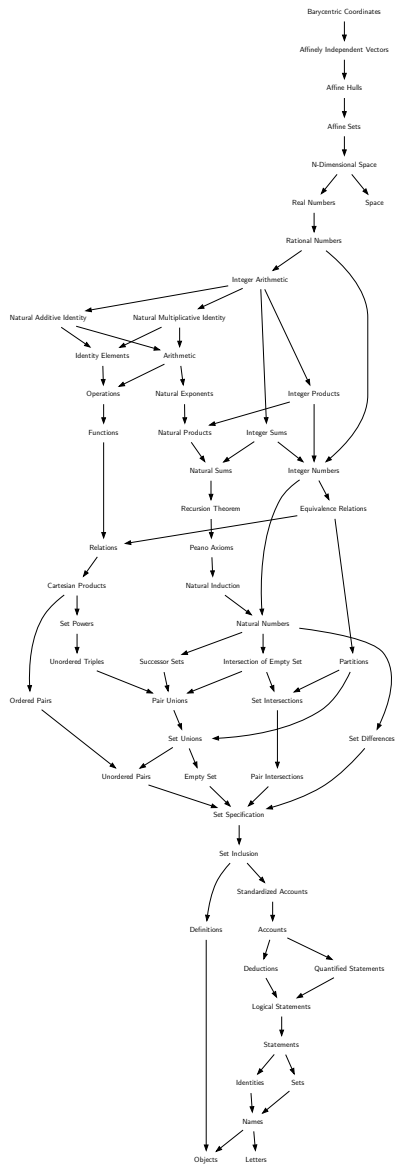 Barycentric Coordinates
Affinely Independent Vectors
Affine Hulls
Affine Sets
N-Dimensional Space
Real Numbers
Space
Rational Numbers
Integer Arithmetic
Natural Additive Identity
Natural Multiplicative Identity
Identity Elements
Arithmetic
Operations
Natural Exponents
Integer Products
Functions
Natural Products
Integer Sums
Natural Sums
Integer Numbers
Recursion Theorem
Equivalence Relations
Relations
Peano Axioms
Cartesian Products
Natural Induction
Set Powers
Natural Numbers
Unordered Triples
Successor Sets
Intersection of Empty Set
Partitions
Ordered Pairs
Pair Unions
Set Intersections
Set Unions
Set Differences
Unordered Pairs
Empty Set
Pair Intersections
Set Specification
Set Inclusion
Standardized Accounts
Definitions
Accounts
Deductions
Quantified Statements
Logical Statements
Statements
Identities
Sets
Names
Objects
Letters